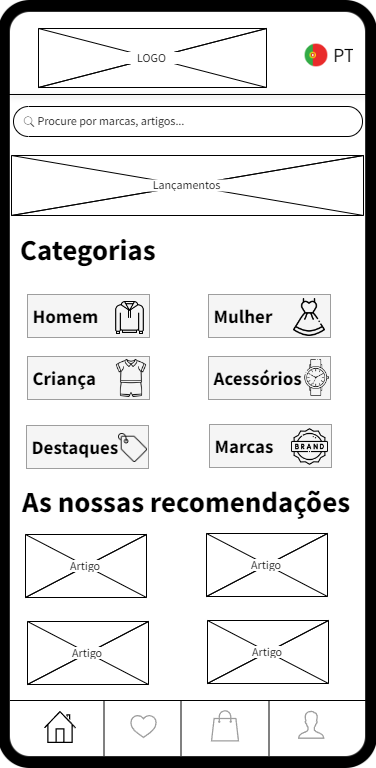 LOGO
PT
Procure por marcas, artigos...
Lançamentos
Categorias
Homem
Mulher
Criança
Acessórios
Destaques
Marcas
BRAND
As nossas recomendações
Artigo
Artigo
Artigo
Artigo